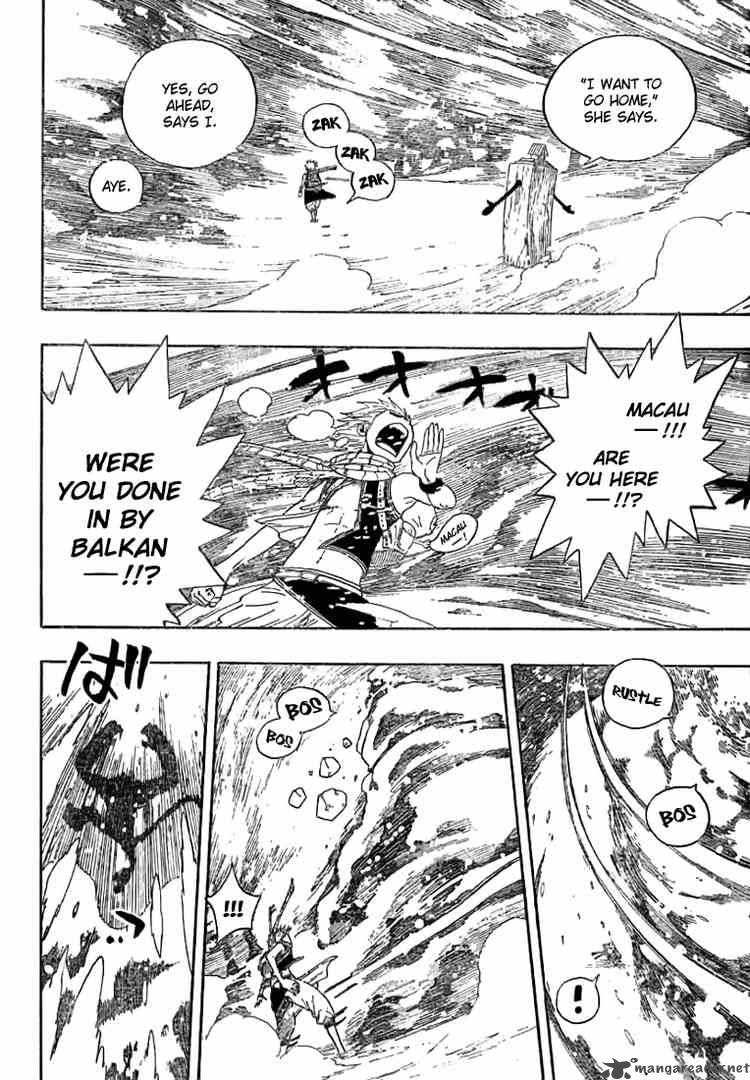 "I WANT TO
GO HOME,"
SHE SAYS.
YES, GO
AHEAD,
SAYS I.
AYE.
ZAK
ZAK
ZAK
MACAU
—!!!
ARE
YOU HERE
—!!?
オオオオ
MACAU
—!
WERE
YOU DONE
IN BY
BALKAN
—!!?
RUSTLE
BOS
!
BOS
BOS
!!!
ば!!
mangareader.net